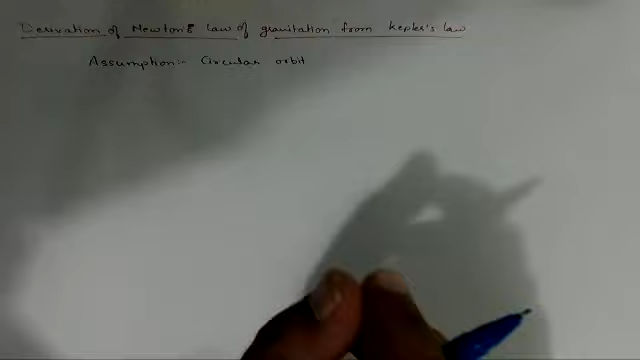 Derivation of Newton's law of gravitation from Kepler's law
Assumption:- Circular orbit